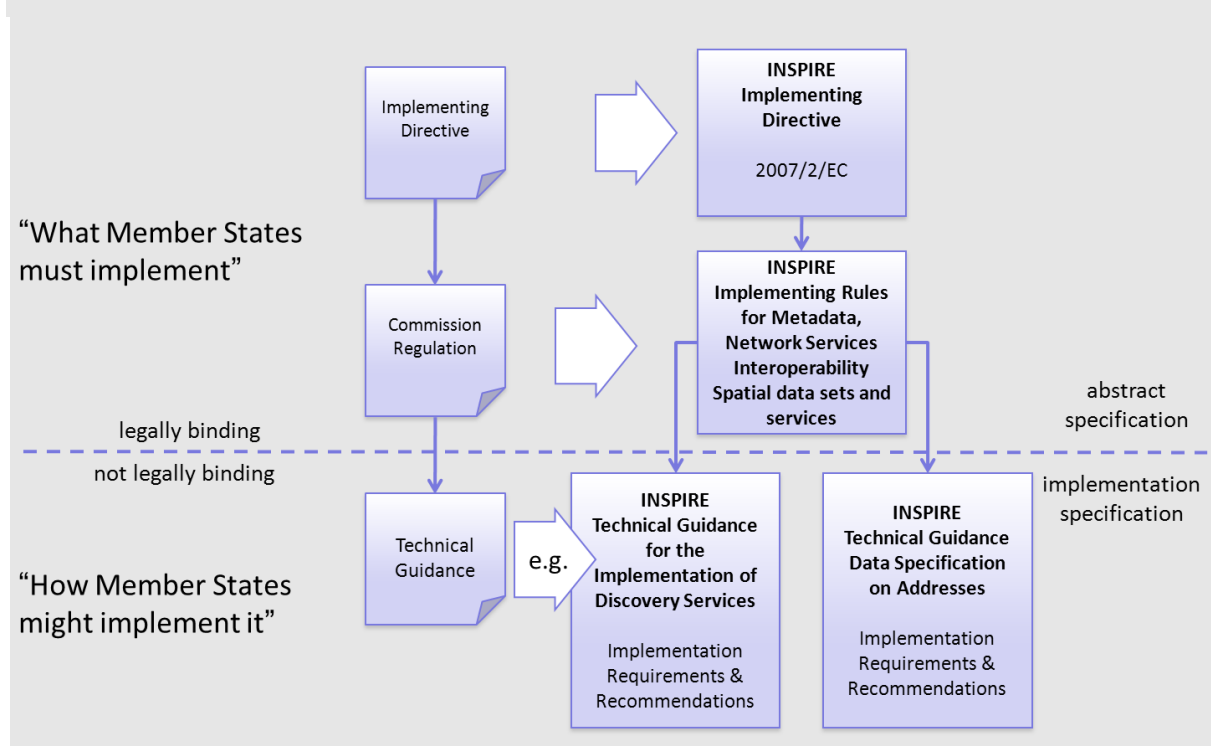 Implementing
Directive
INSPIRE
Implementing
Directive
2007/2/EC
“What Member States
must implement”
Commission
Regulation
INSPIRE
Implementing Rules
for Metadata,
Network Services
Interoperability
Spatial data sets and
services
abstract
specification
legally binding
not legally binding
implementation
specification
“How Member States
might implement it”
Technical
Guidance
e.g.
INSPIRE
Technical Guidance
for the
Implementation of
Discovery Services
Implementation
Requirements &
Recommendations
INSPIRE
Technical Guidance
Data Specification
on Addresses
Implementation
Requirements &
Recommendations